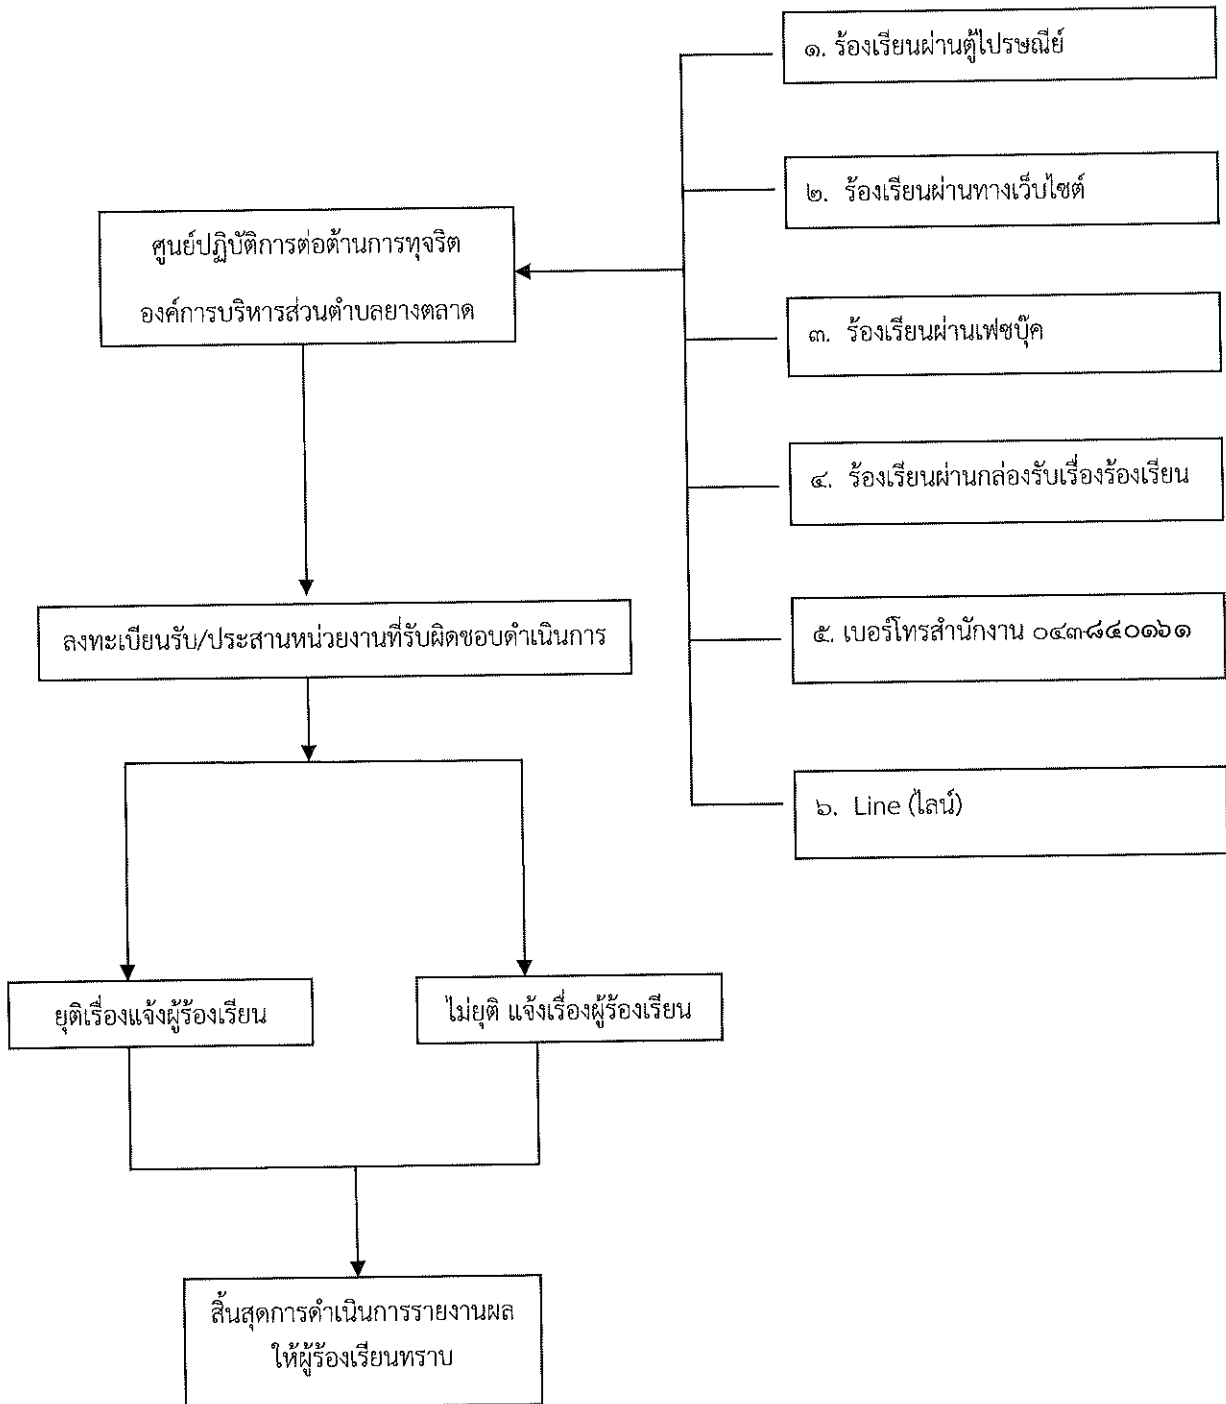 ๑. ร้องเรียนผ่านตู้ไปรษณีย์
๒. ร้องเรียนผ่านทางเว็บไซต์
ศูนย์ปฏิบัติการต่อต้านการทุจริต
องค์การบริหารส่วนตำบลยางตลาด
๓. ร้องเรียนผ่านเฟซบุ๊ค
๔. ร้องเรียนผ่านกล่องรับเรื่องร้องเรียน
๕. เบอร์โทรสำนักงาน ๐๔๓-๘๔๐๑๖๑
๖. Line (ไลน์)
ลงทะเบียนรับ/ประสานหน่วยงานที่รับผิดชอบดำเนินการ
ยุติเรื่องแจ้งผู้ร้องเรียน
ไม่ยุติ แจ้งเรื่องผู้ร้องเรียน
สิ้นสุดการดำเนินการรายงานผล
ให้ผู้ร้องเรียนทราบ